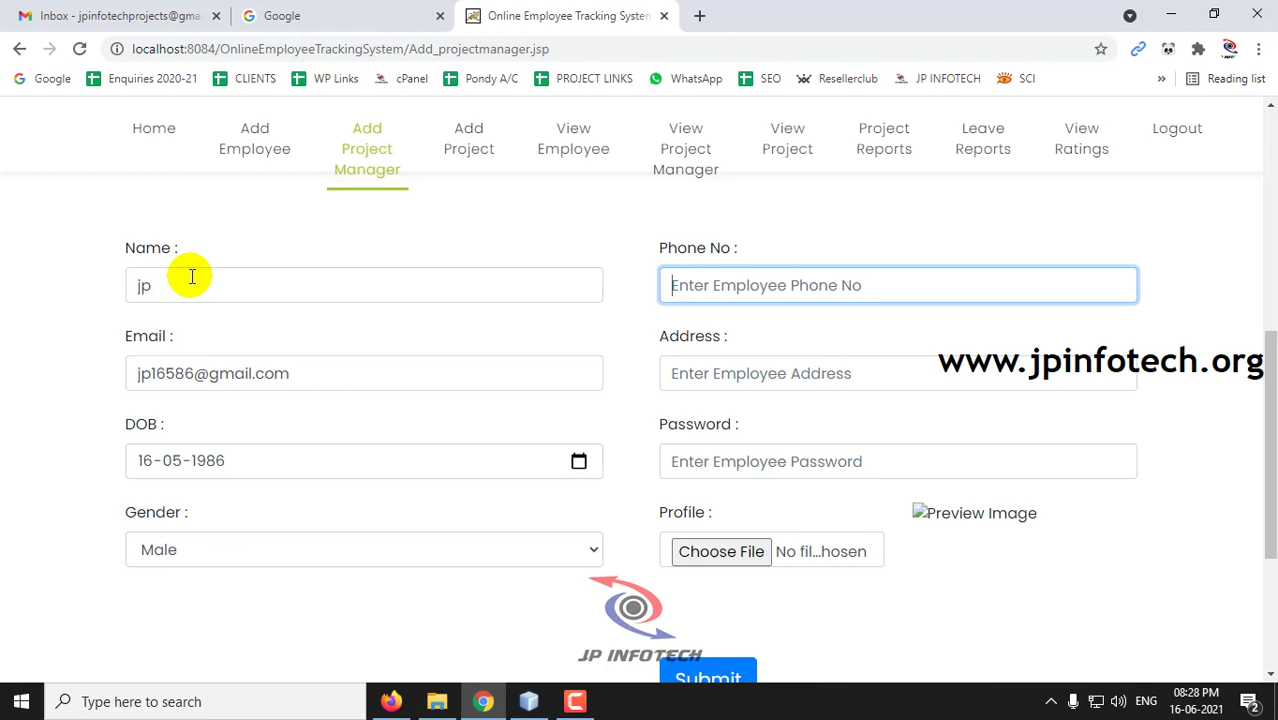 Inbox - jpinfotechprojects@gma
Google
Online Employee Tracking System
localhost:8084/OnlineEmployeeTrackingSystem/Add_projectmanager.jsp
Google
Enquiries 2020-21
CLIENTS
WP Links
cPanel
Pondy A/C
PROJECT LINKS
WhatsApp
SEO
Resellerclub
JP INFOTECH
SCI
»
Reading list
Home
Add
Employee
Add
Project
Manager
Add
Project
View
Employee
View
Project
Manager
View
Project
Project
Reports
Leave
Reports
View
Ratings
Logout
Name :
jp
Phone No :
Enter Employee Phone No
Email :
jp16586@gmail.com
Address :
Enter Employee Address
www.jpinfotech.org
DOB :
16-05-1986
Password :
Enter Employee Password
Gender :
Male
Profile :
Choose File No fil...hosen
Preview Image
JP INFOTECH
Submit
Type here to search
ENG
08:28 PM
16-06-2021
2